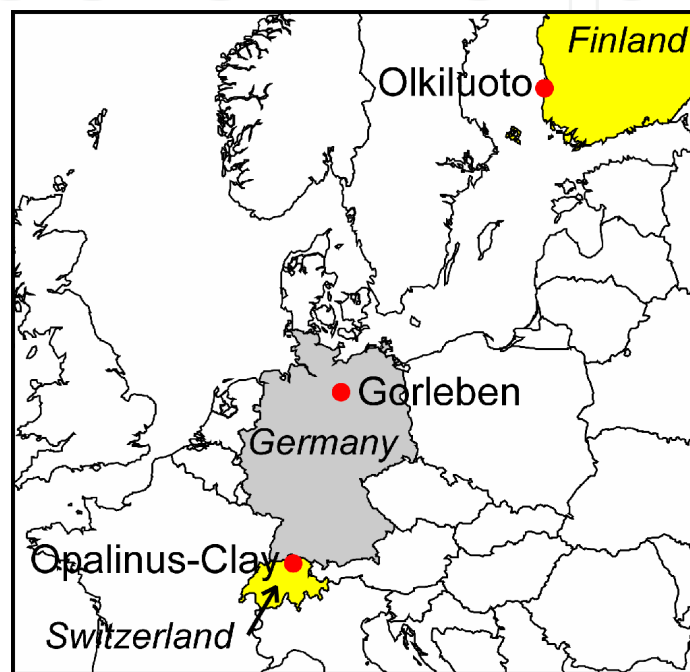 Finland
Olkiluoto
Gorleben
Germany
Opalinus-Clay
Switzerland